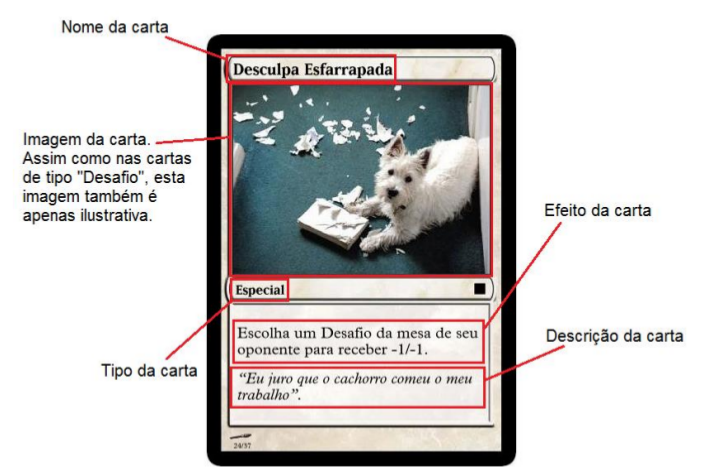 Nome da carta
Desculpa Esfarrapada
Imagem da carta.
Assim como nas cartas
de tipo "Desafio", esta
imagem também é
apenas ilustrativa.
Efeito da carta
Especial
Escolha um Desafio da mesa de seu
oponente para receber -1/-1.
Descrição da carta
Tipo da carta
“Eu juro que o cachorro comeu o meu
trabalho”.
24/37